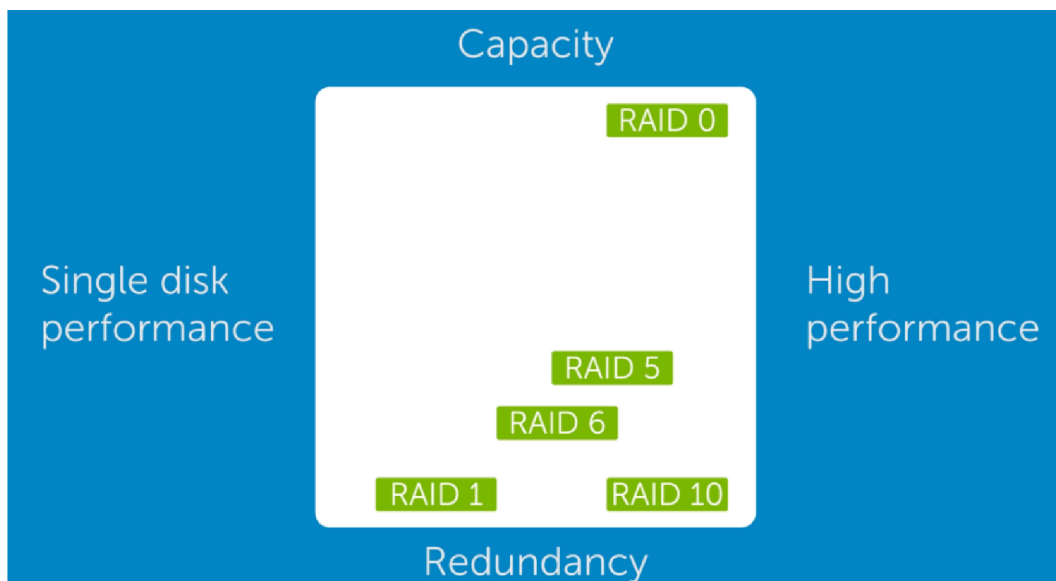 Capacity
RAID 0
Single disk
performance
High
performance
RAID 5
RAID 6
RAID 1
RAID 10
Redundancy